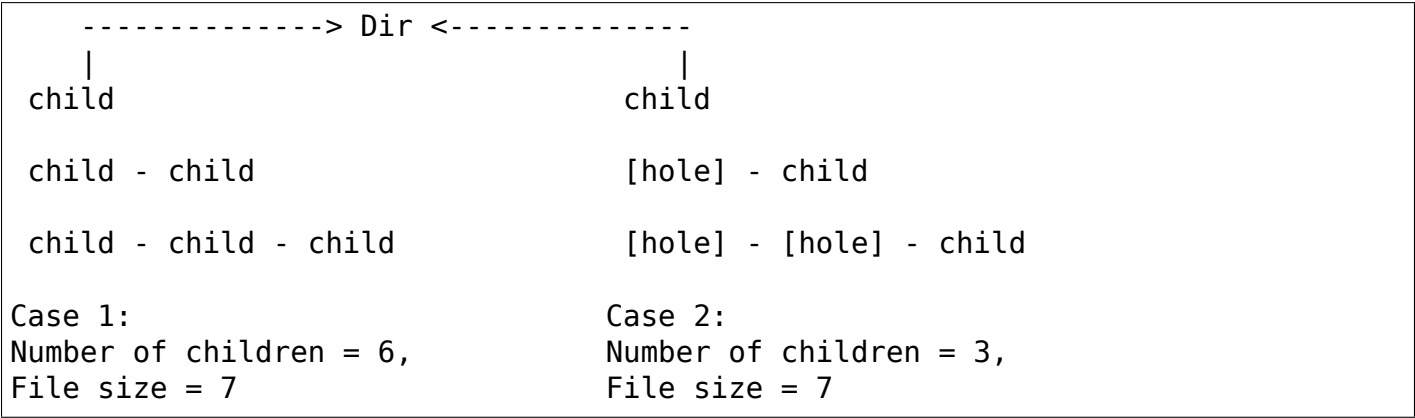 --------------> Dir <--------------
| |
child child
child - child [hole] - child
child - child - child [hole] - [hole] - child
Case 1: Case 2:
Number of children = 6, Number of children = 3,
File size = 7 File size = 7